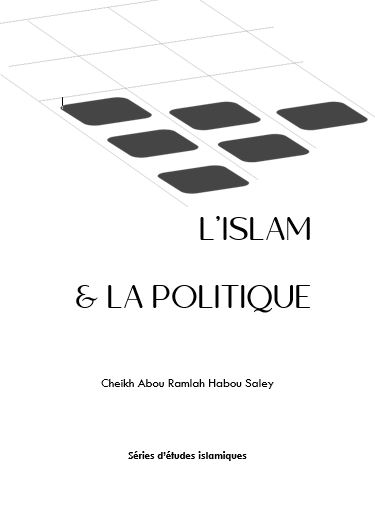 L'ISLAM
& LA POLITIQUE
Cheikh Abou Ramlah Habou Saley
Séries d'études islamiques